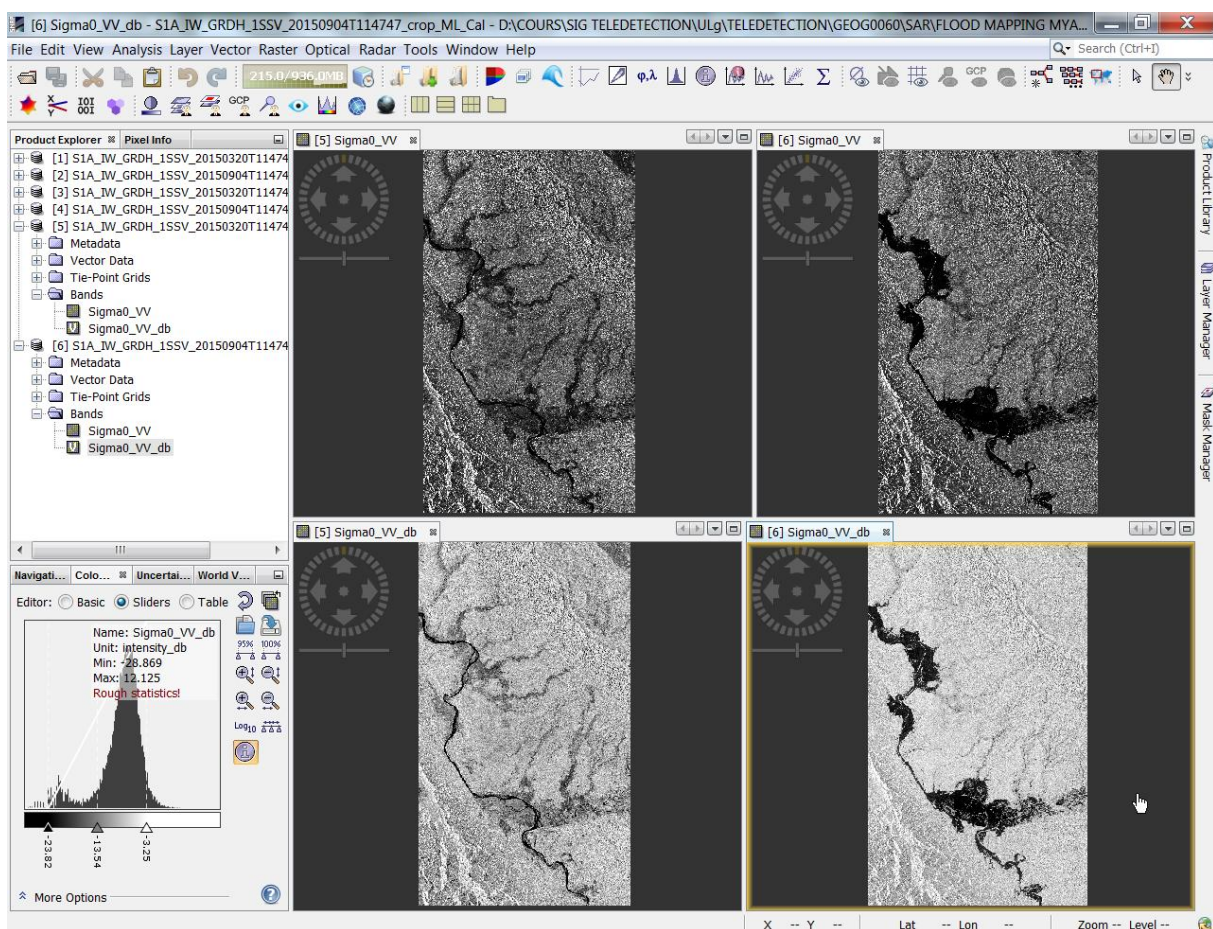 [6] Sigma0_VV_db - S1A_IW_GRDH_1SSV_20150904T114747_crop_ML_Cal - D:\COURS\SIG TELEDETECTION\ULg\TELEDETECTION\GEOG0060\SAR\FLOOD MAPPING MYA...
File Edit View Analysis Layer Vector Raster Optical Radar Tools Window Help
Search (Ctrl+I)
215.0/936.0MB
φ,λ
GCP
GCP
Product Explorer Pixel Info
[5] Sigma0_VV
[6] Sigma0_VV
[1] S1A_IW_GRDH_1SSV_20150320T11474
[2] S1A_IW_GRDH_1SSV_20150904T11474
[3] S1A_IW_GRDH_1SSV_20150320T11474
[4] S1A_IW_GRDH_1SSV_20150904T11474
[5] S1A_IW_GRDH_1SSV_20150320T11474
Metadata
Vector Data
Tie-Point Grids
Bands
Sigma0_VV
Sigma0_VV_db
[6] S1A_IW_GRDH_1SSV_20150904T11474
Metadata
Vector Data
Tie-Point Grids
Bands
Sigma0_VV
Sigma0_VV_db
Product Library
Layer Manager
Mask Manager
[5] Sigma0_VV_db
[6] Sigma0_VV_db
Navigati... Colo... Uncertai... World V...
Editor: Basic Sliders Table
Name: Sigma0_VV_db
Unit: intensity_db
Min: -28.869
Max: 12.125
Rough statistics!
95% 100%
Log10
-23.82
-13.54
-3.25
More Options
X -- Y -- Lat -- Lon -- Zoom -- Level --